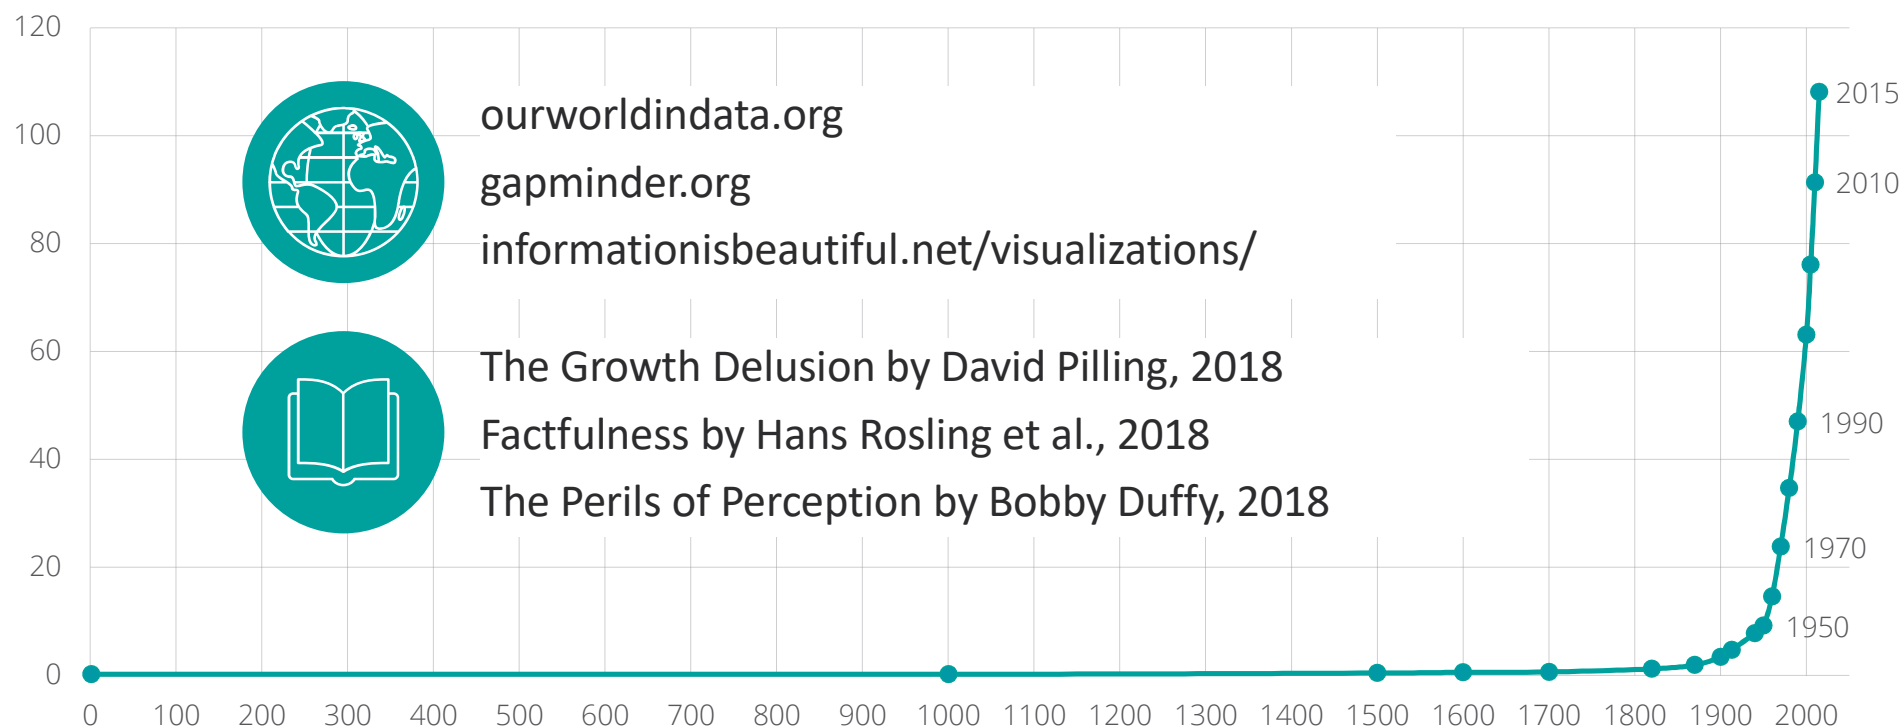 120
100
80
60
40
20
0
ourworldindata.org
gapminder.org
informationisbeautiful.net/visualizations/
The Growth Delusion by David Pilling, 2018
Factfulness by Hans Rosling et al., 2018
The Perils of Perception by Bobby Duffy, 2018
2015
2010
1990
1970
1950
0 100 200 300 400 500 600 700 800 900 1000 1100 1200 1300 1400 1500 1600 1700 1800 1900 2000